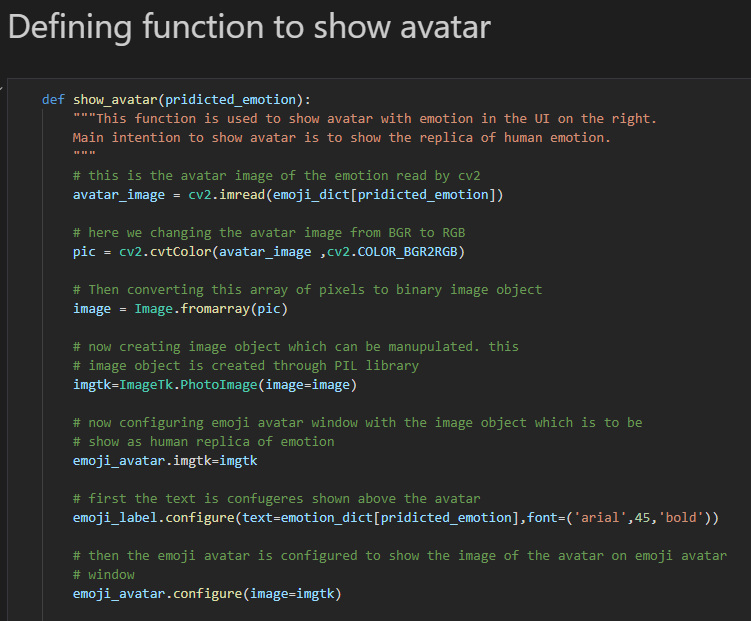 Defining function to show avatar
def show_avatar(pridicted_emotion):
"""This function is used to show avatar with emotion in the UI on the right.
Main intention to show avatar is to show the replica of human emotion.
"""
# this is the avatar image of the emotion read by cv2
avatar_image = cv2.imread(emoji_dict[pridicted_emotion])
# here we changing the avatar image from BGR to RGB
pic = cv2.cvtColor(avatar_image ,cv2.COLOR_BGR2RGB)
# Then converting this array of pixels to binary image object
image = Image.fromarray(pic)
# now creating image object which can be manupulated. this
# image object is created through PIL library
imgtk=ImageTk.PhotoImage(image=image)
# now configuring emoji avatar window with the image object which is to be
# show as human replica of emotion
emoji_avatar.imgtk=imgtk
# first the text is confugeres shown above the avatar
emoji_label.configure(text=emotion_dict[pridicted_emotion],font=('arial',45,'bold'))
# then the emoji avatar is configured to show the image of the avatar on emoji avatar
# window
emoji_avatar.configure(image=imgtk)